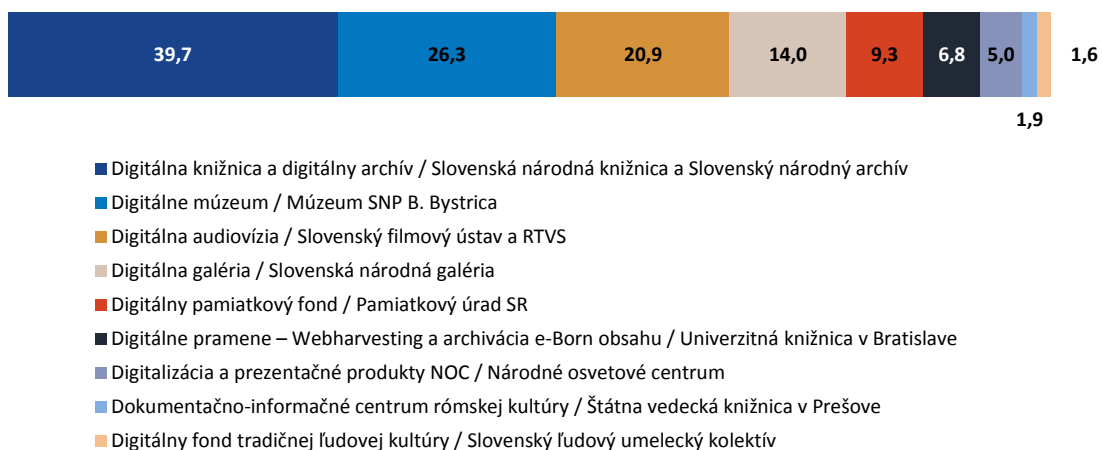 39,7 26,3 20,9 14,0 9,3 6,8 5,0 1,6
1,9
Digitálna knižnica a digitálny archív / Slovenská národná knižnica a Slovenský národný archív
Digitálne múzeum / Múzeum SNP B. Bystrica
Digitálna audiovízia / Slovenský filmový ústav a RTVS
Digitálna galéria / Slovenská národná galéria
Digitálny pamiatkový fond / Pamiatkový úrad SR
Digitálne pramene – Webharvesting a archivácia e-Born obsahu / Univerzitná knižnica v Bratislave
Digitalizácia a prezentačné produkty NOC / Národné osvetové centrum
Dokumentačno-informačné centrum rómskej kultúry / Štátna vedecká knižnica v Prešove
Digitálny fond tradičnej ľudovej kultúry / Slovenský ľudový umelecký kolektív